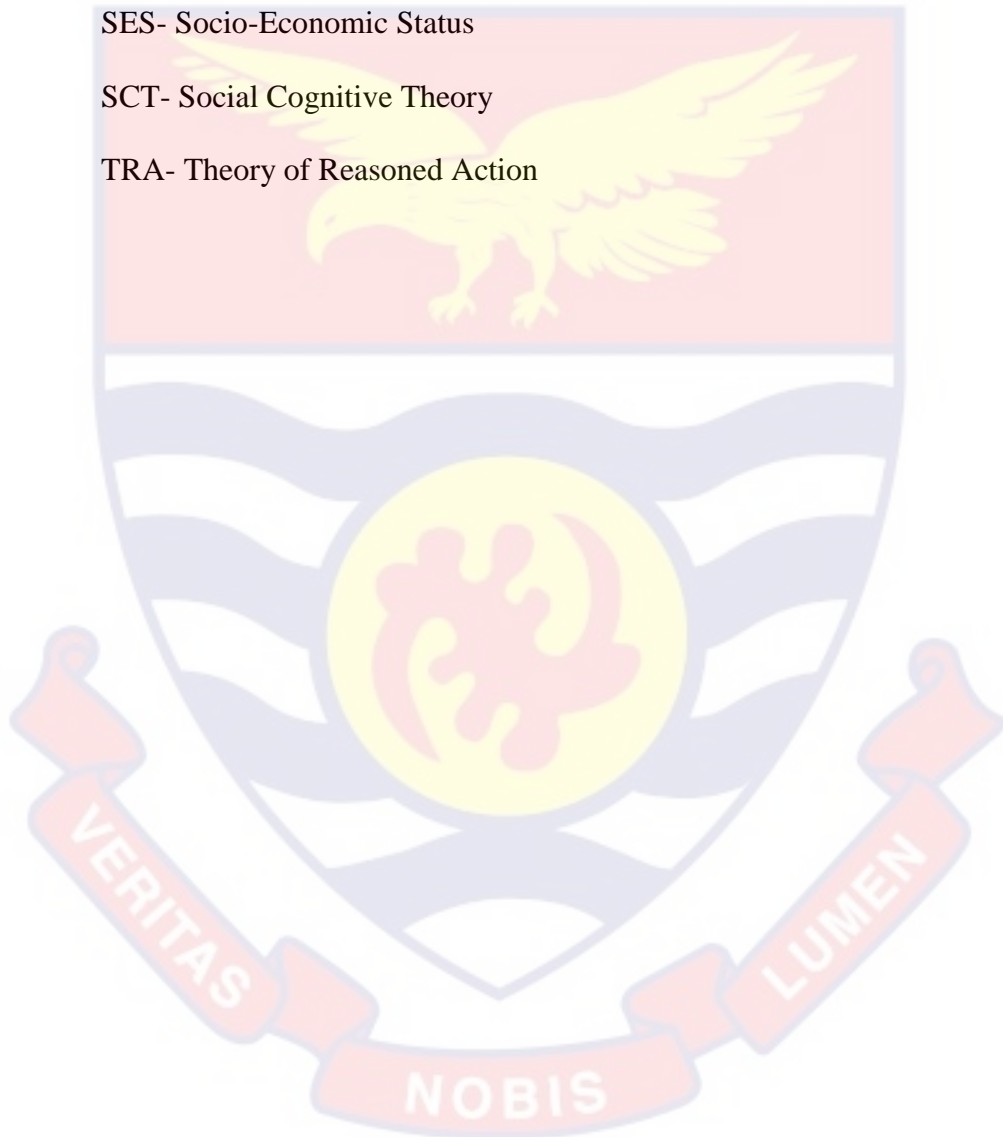 SES- Socio-Economic Status
SCT- Social Cognitive Theory
TRA- Theory of Reasoned Action
VERITAS
NOBIS
LUMEN